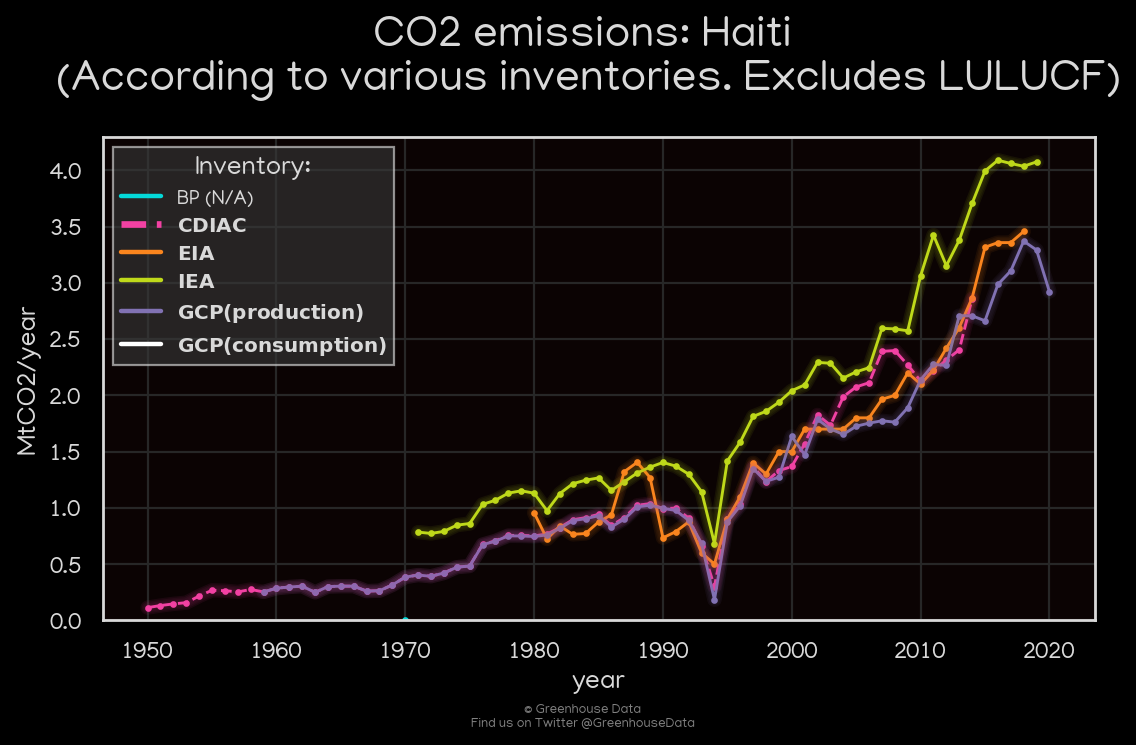 CO2 emissions: Haiti
(According to various inventories. Excludes LULUCF)
Inventory:
BP (N/A)
CDIAC
EIA
IEA
GCP(production)
GCP(consumption)
MtCO2/year
4.0
3.5
3.0
2.5
2.0
1.5
1.0
0.5
0.0
1950 1960 1970 1980 1990 2000 2010 2020
year
© Greenhouse Data
Find us on Twitter @GreenhouseData